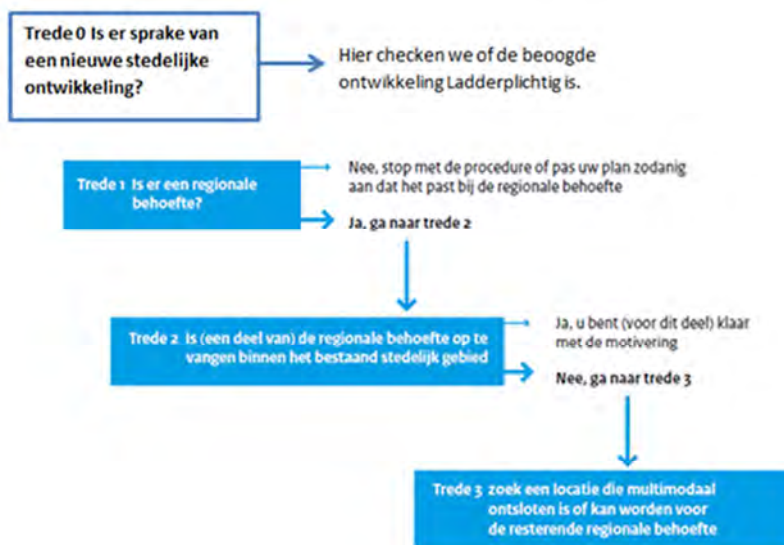 Trede 0 Is er sprake van
een nieuwe stedelijke
ontwikkeling?
Hier checken we of de beoogde
ontwikkeling Ladderplichtig is.
Trede 1 Is er een regionale
behoefte?
Nee, stop met de procedure of pas uw plan zodanig
aan dat het past bij de regionale behoefte
Ja, ga naar trede 2
Trede 2 is (een deel van) de regionale behoefte op te
vangen binnen het bestaand stedelijk gebied
Ja, u bent (voor dit deel) klaar
met de motivering
Nee, ga naar trede 3
Trede 3 zoek een locatie die multimodaal
ontsloten is of kan worden voor
de resterende regionale behoefte